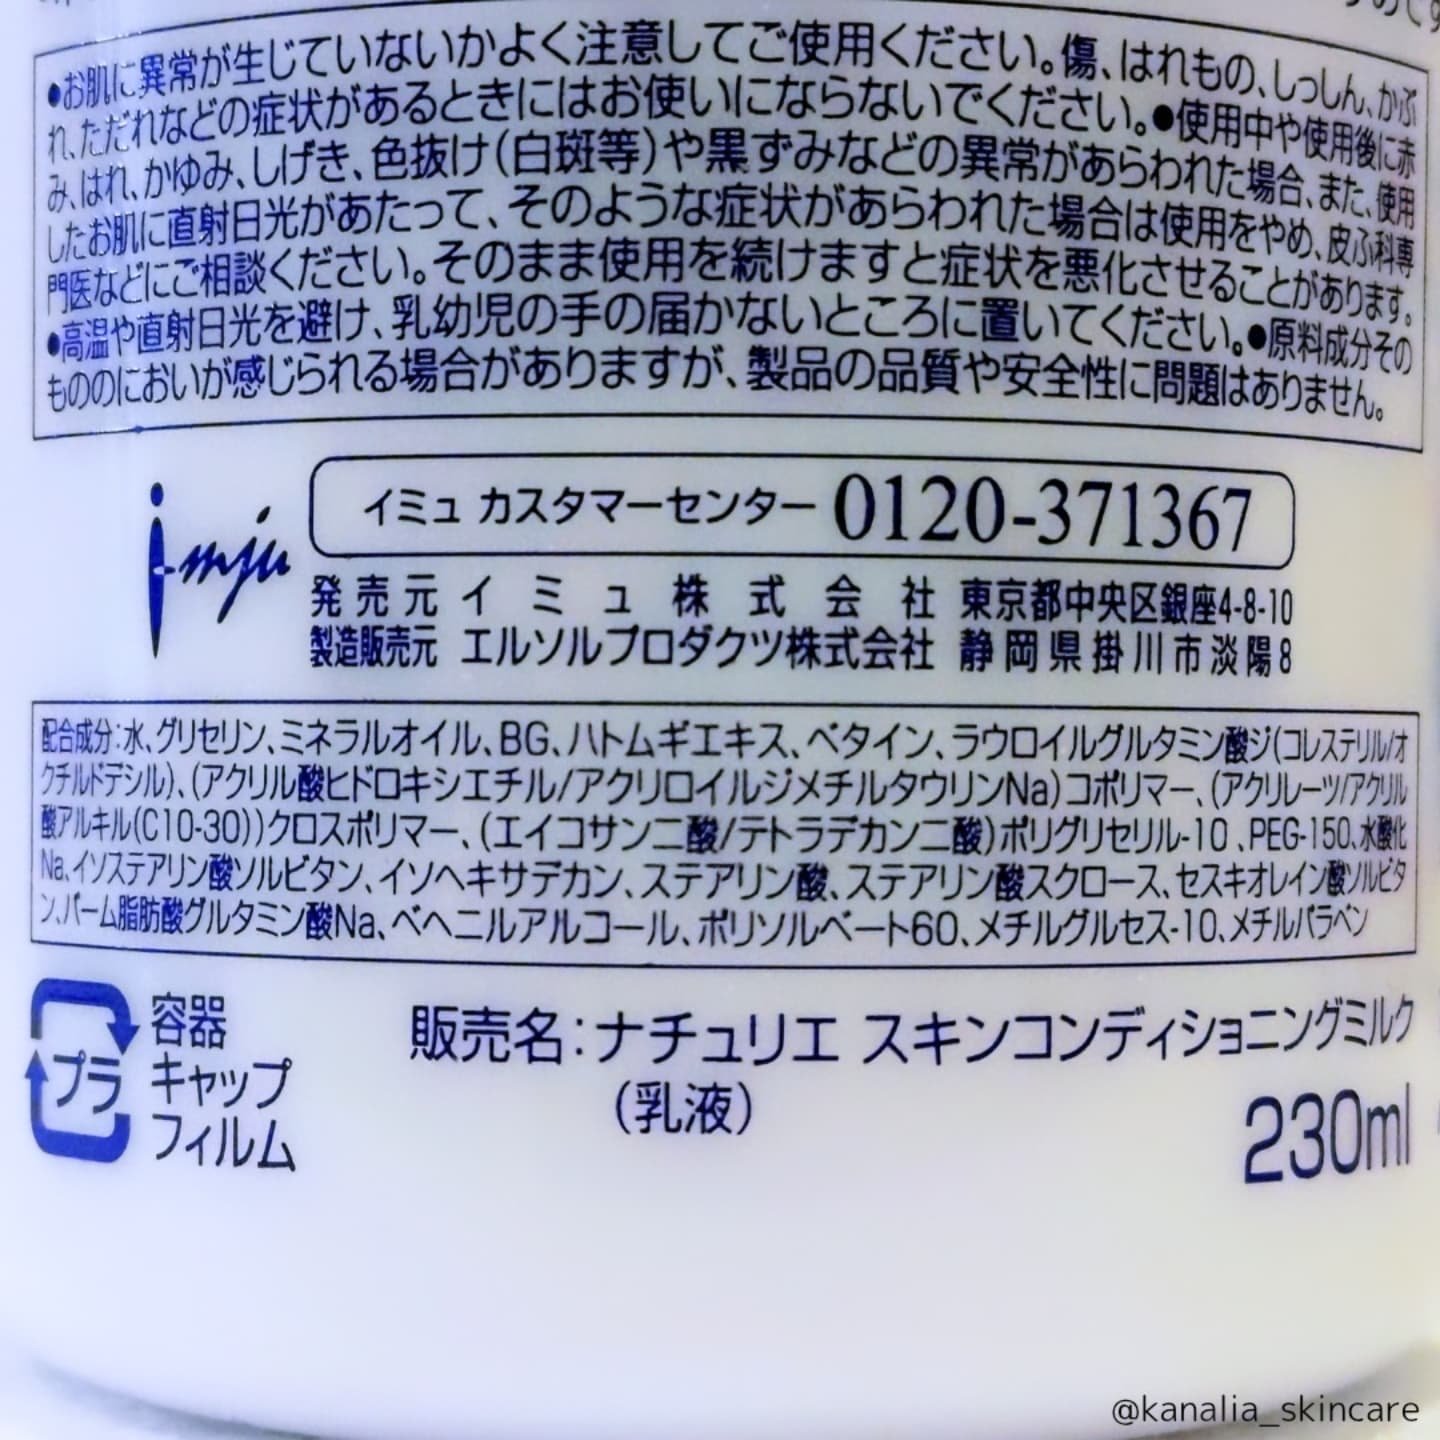 ●お肌に異常が生じていないかよく注意してご使用ください。傷、はれもの、しっしん、かぶ
れ、ただれなどの症状があるときにはお使いにならないでください。●使用中や使用後に赤
み、はれ、かゆみ、しげき、色抜け(白斑等)や黒ずみなどの異常があらわれた場合、また、使用
したお肌に直射日光があたって、そのような症状があらわれた場合は使用をやめ、皮ふ科専
門医などにご相談ください。そのまま使用を続けますと症状を悪化させることがあります。
●高温や直射日光を避け、乳幼児の手の届かないところに置いてください。●原料成分その
もののにおいが感じられる場合がありますが、製品の品質や安全性に問題はありません。
imju
イミュ カスタマーセンター 0120-371367
発売元 イミュ株式会社 東京都中央区銀座4-8-10
製造販売元 エルソルプロダクツ株式会社 静岡県掛川市淡陽8
配合成分:水、グリセリン、ミネラルオイル、BG、ハトムギエキス、ベタイン、ラウロイルグルタミン酸ジ(コレステリル/オ
クチルドデシル)、(アクリル酸ヒドロキシエチル/アクリロイルジメチルタウリンNa)コポリマー、(アクリレーツ/アクリル
酸アルキル(C10-30))クロスポリマー、(エイコサン二酸/テトラデカン二酸)ポリグリセリル-10、PEG-150、水酸化
Na、イソステアリン酸ソルビタン、イソヘキサデカン、ステアリン酸、ステアリン酸スクロース、セスキオレイン酸ソルビタ
ン、パーム脂肪酸グルタミン酸Na、ベヘニルアルコール、ポリソルベート60、メチルグルセス-10、メチルパラベン
プラ
容器
キャップ
フィルム
販売名:ナチュリエ スキンコンディショニングミルク
(乳液)
230ml
@kanalia_skincare